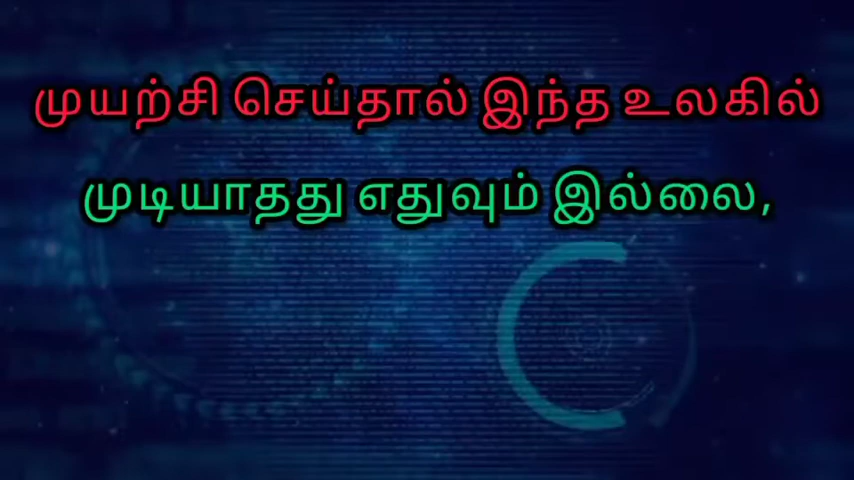 முயற்சி செய்தால் இந்த உலகில்
முடியாதது எதுவும் இல்லை,